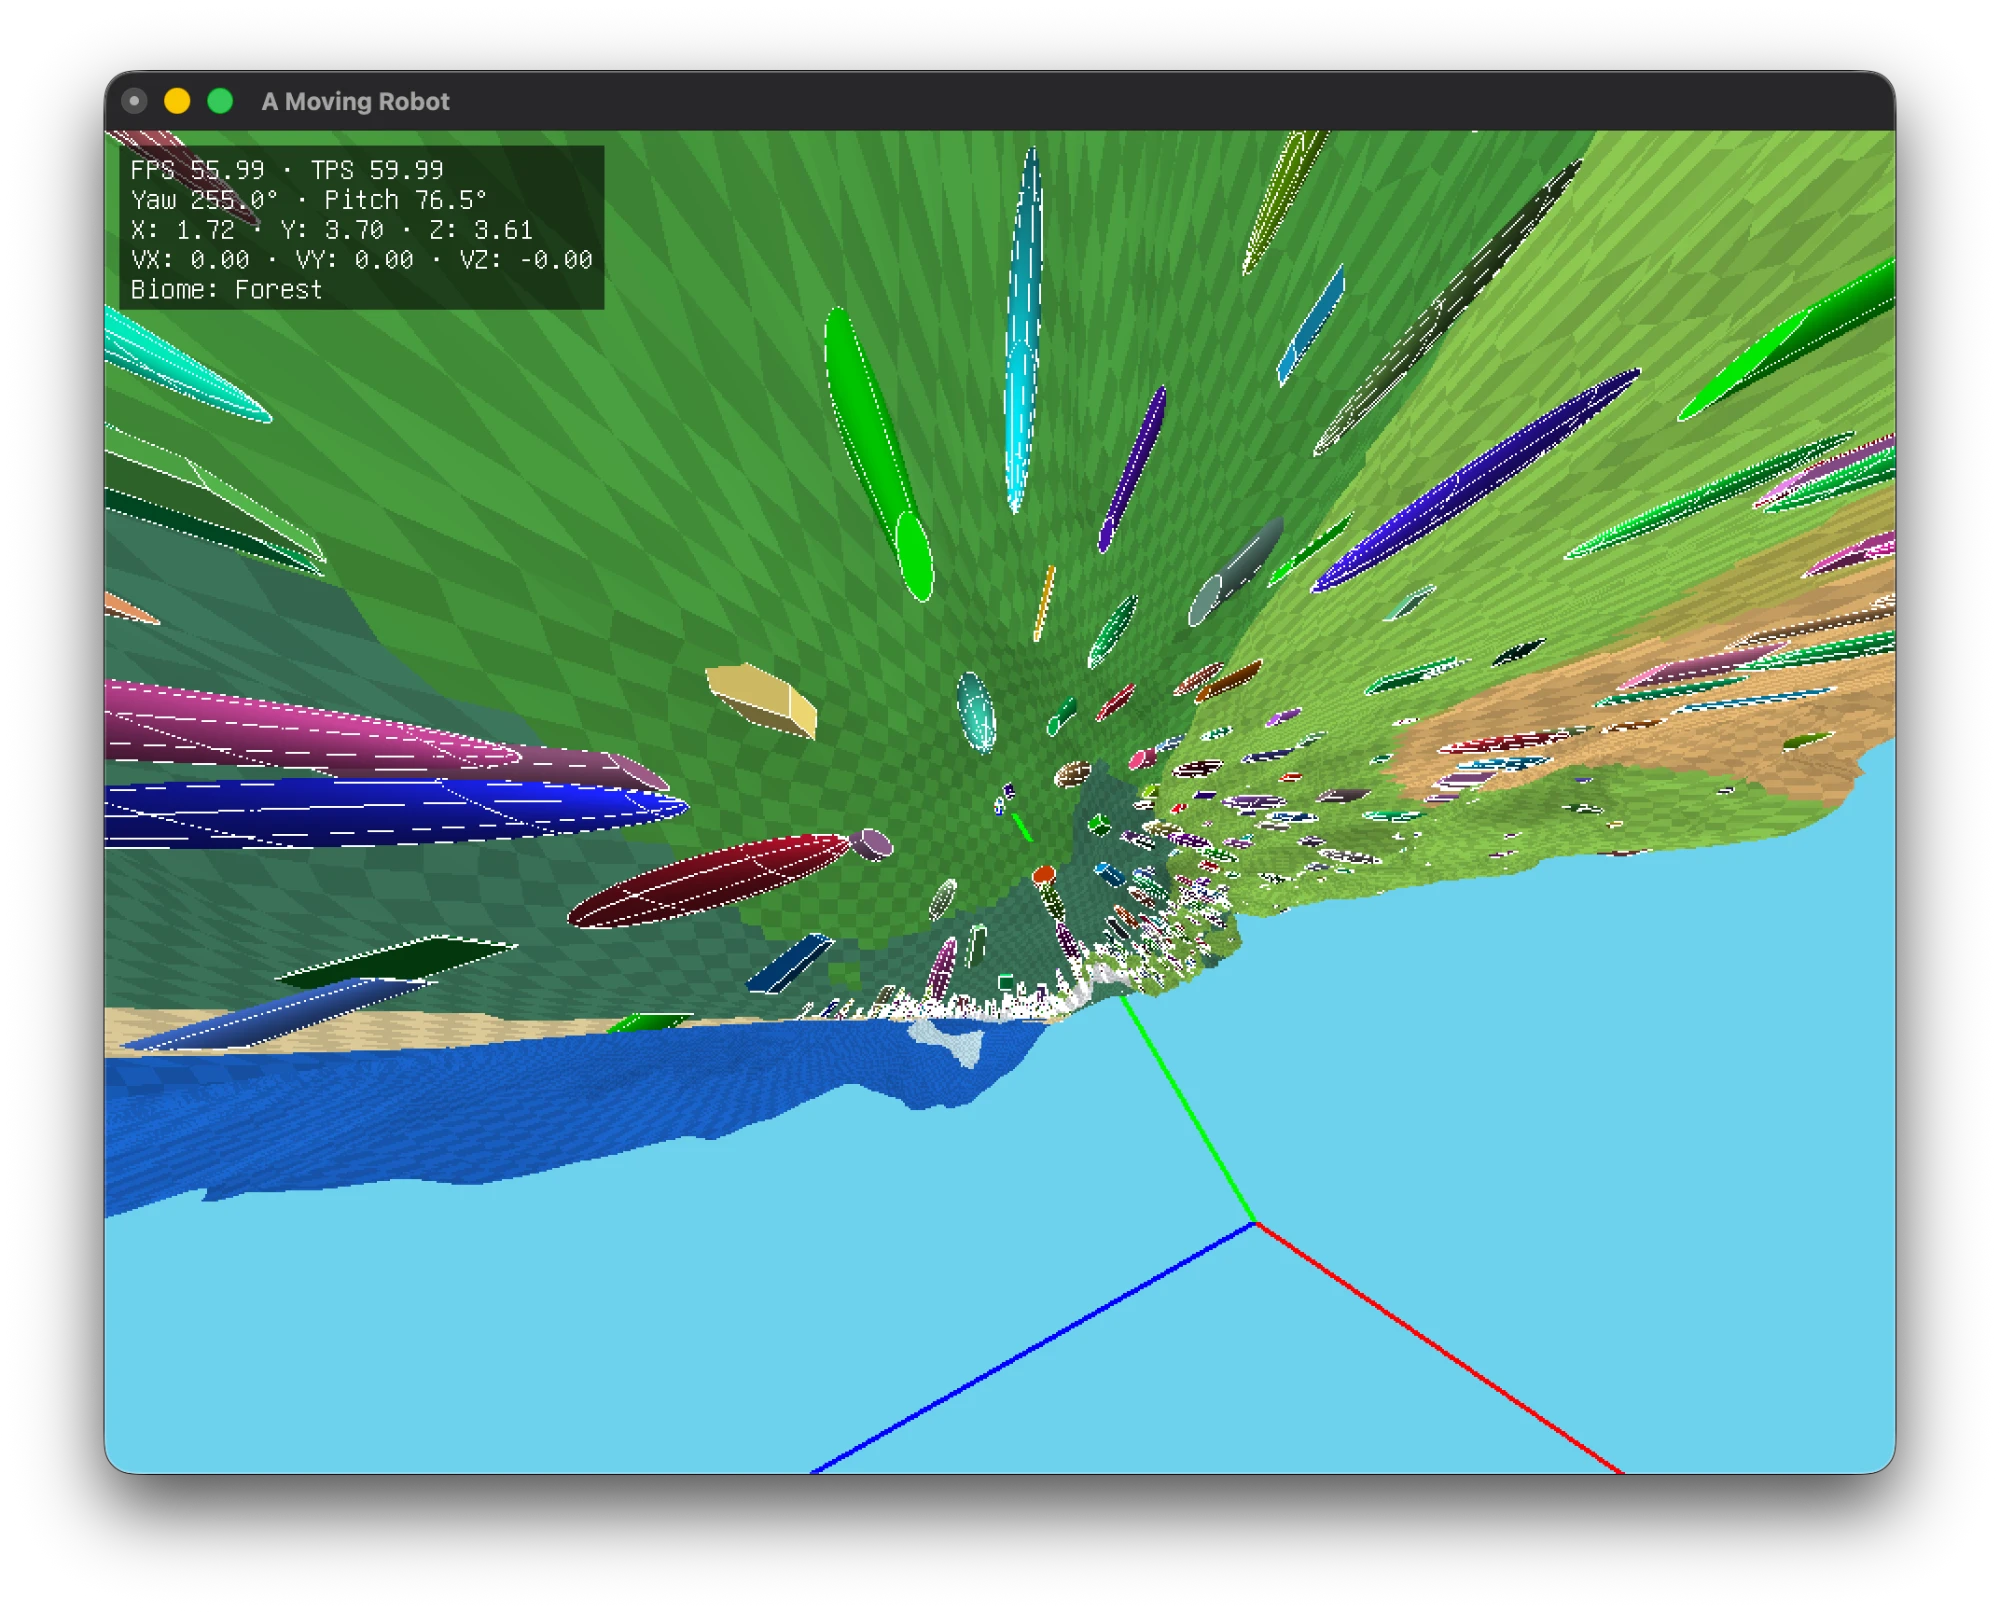 A Moving Robot
FPS 55.99 · TPS 59.99
Yaw 255.0° · Pitch 76.5°
X: 1.72 · Y: 3.70 · Z: 3.61
VX: 0.00 · VY: 0.00 · VZ: -0.00
Biome: Forest